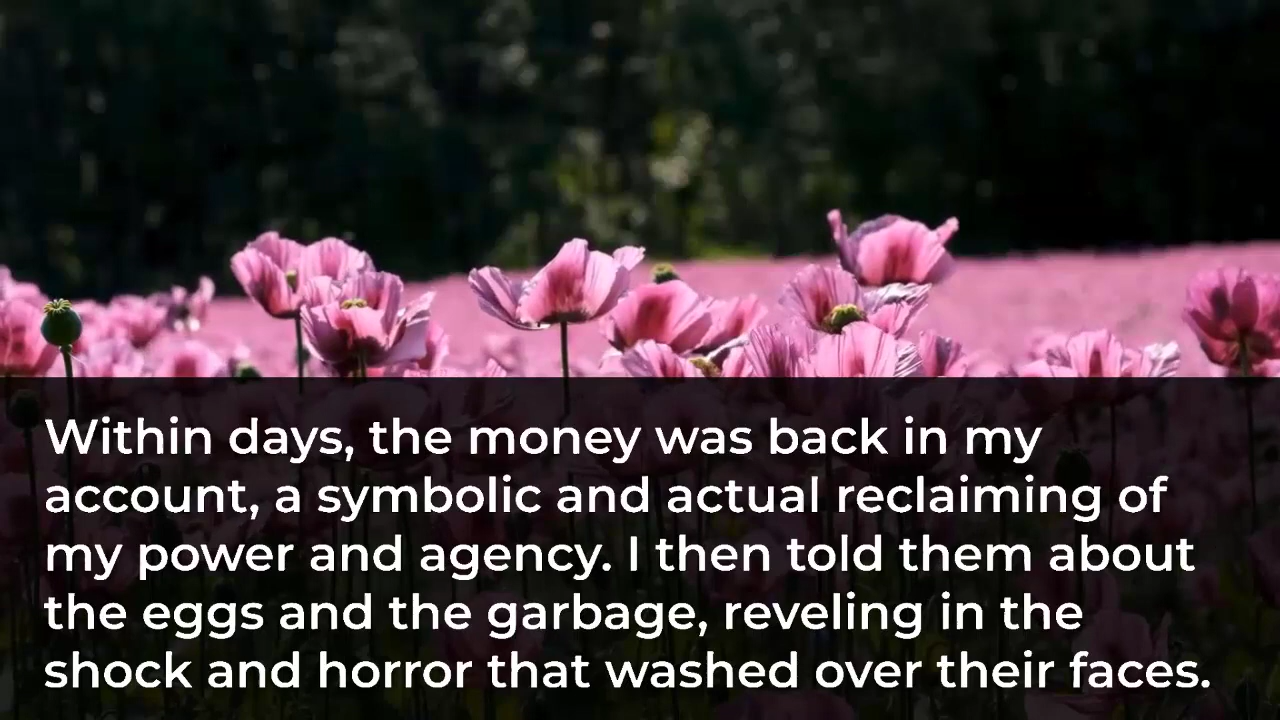 Within days, the money was back in my
account, a symbolic and actual reclaiming of
my power and agency. I then told them about
the eggs and the garbage, reveling in the
shock and horror that washed over their faces.